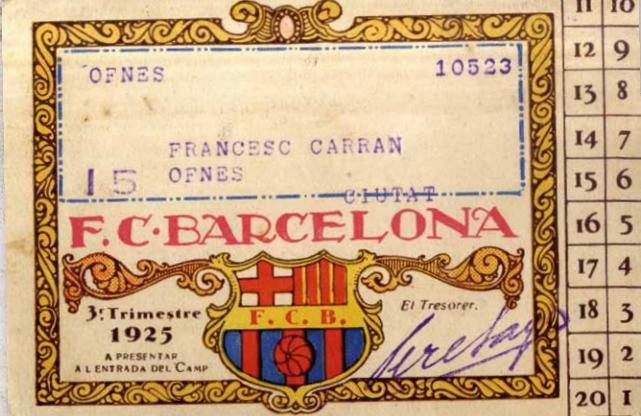 OFNES 10523
FRANCESC CARRAN
15 OFNES
CIUTAT
F.C·BARCELONA
3ᵉʳ Trimestre
1925
A PRESENTAR
A L'ENTRADA DEL CAMP
F. C. B.
El Tresorer.
11 10
12 9
13 8
14 7
15 6
16 5
17 4
18 3
19 2
20 1